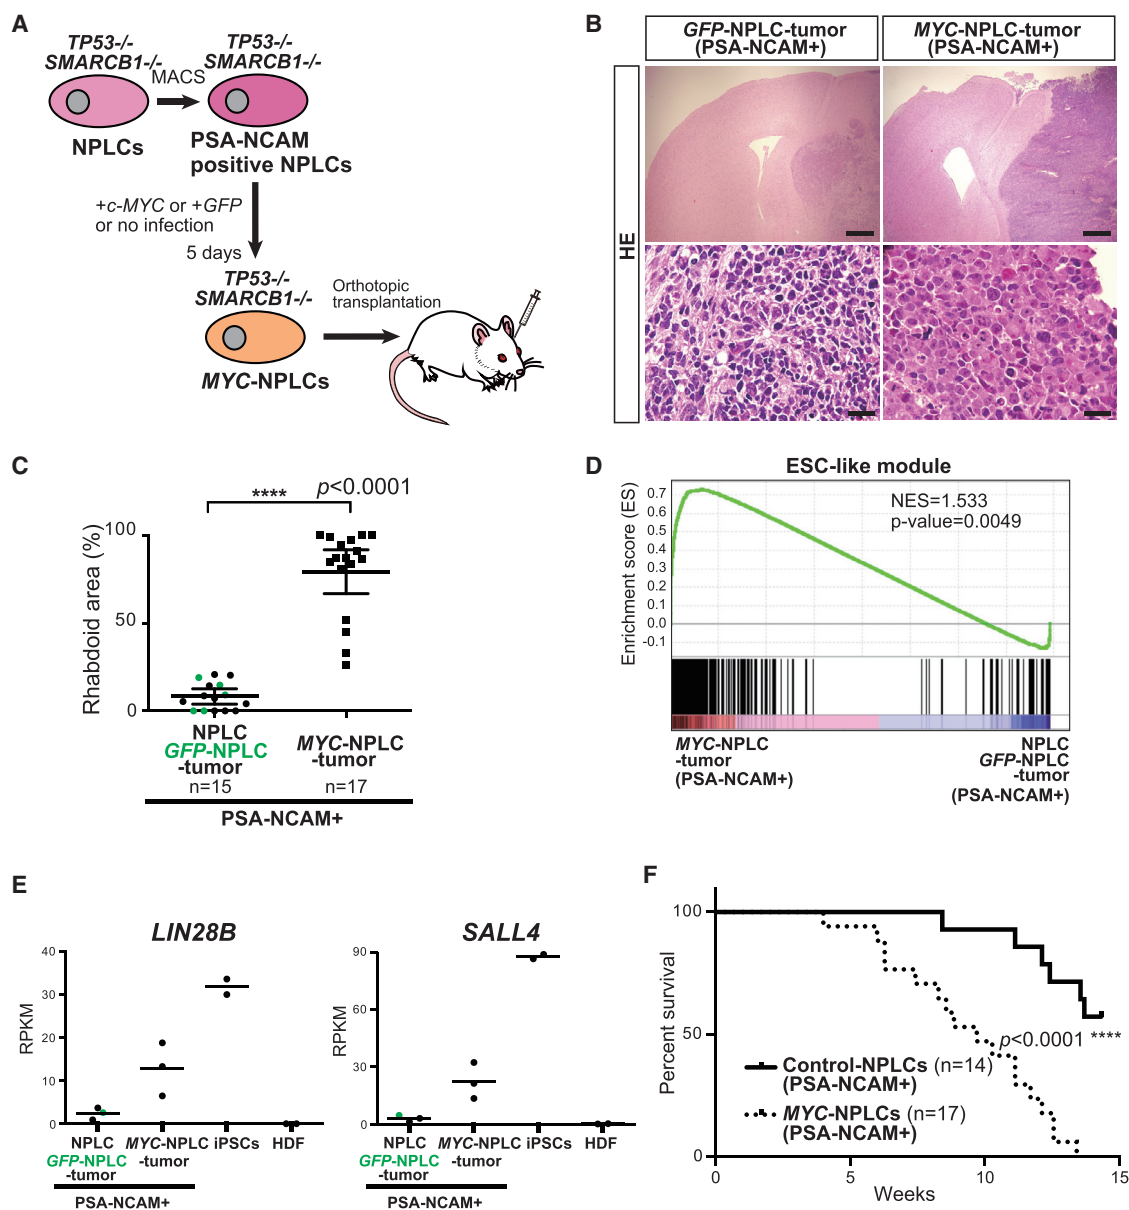 A
TP53-/-
SMARCB1-/-
TP53-/-
SMARCB1-/-
MACS
NPLCs
PSA-NCAM
positive NPLCs
+c-MYC or +GFP
or no infection
5 days
TP53-/-
SMARCB1-/-
Orthotopic
transplantation
MYC-NPLCs
B
GFP-NPLC-tumor
(PSA-NCAM+)
MYC-NPLC-tumor
(PSA-NCAM+)
HE
C
**** p<0.0001
Rhabdoid area (%)
100
50
0
NPLC
GFP-NPLC
-tumor
n=15
MYC-NPLC
-tumor
n=17
PSA-NCAM+
D
ESC-like module
Enrichment score (ES)
0.7
0.6
0.5
0.4
0.3
0.2
0.1
0.0
-0.1
NES=1.533
p-value=0.0049
MYC-NPLC
-tumor
(PSA-NCAM+)
NPLC
GFP-NPLC
-tumor
(PSA-NCAM+)
E
LIN28B
RPKM
40
30
20
10
0
NPLC
GFP-NPLC
-tumor
MYC-NPLC
-tumor
iPSCs
HDF
PSA-NCAM+
SALL4
RPKM
90
60
30
0
NPLC
GFP-NPLC
-tumor
MYC-NPLC
-tumor
iPSCs
HDF
PSA-NCAM+
F
Percent survival
100
50
0
p<0.0001 ****
Control-NPLCs (n=14)
(PSA-NCAM+)
MYC-NPLCs (n=17)
(PSA-NCAM+)
0
5
10
15
Weeks